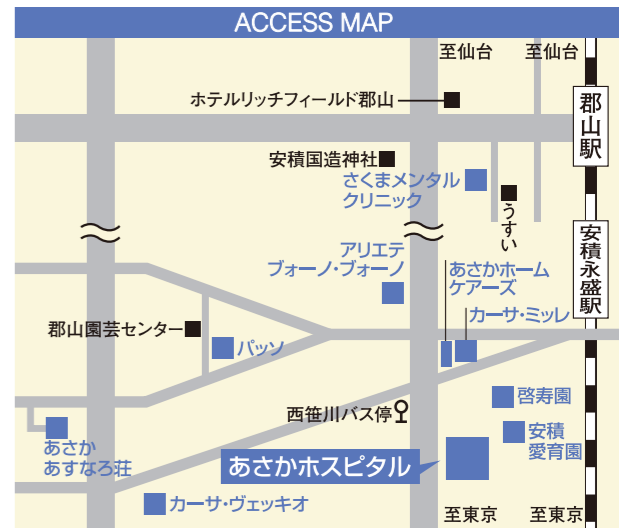 ACCESS MAP
至仙台
至仙台
ホテルリッチフィールド郡山
郡山駅
安積国造神社
さくまメンタル
クリニック
うすい
安積永盛駅
アリエテ
ブォーノ・ブォーノ
あさかホーム
ケアーズ
カーサ・ミッレ
郡山園芸センター
パッソ
啓寿園
西笹川バス停
安積
愛育園
あさか
あすなろ荘
あさかホスピタル
カーサ・ヴェッキオ
至東京
至東京